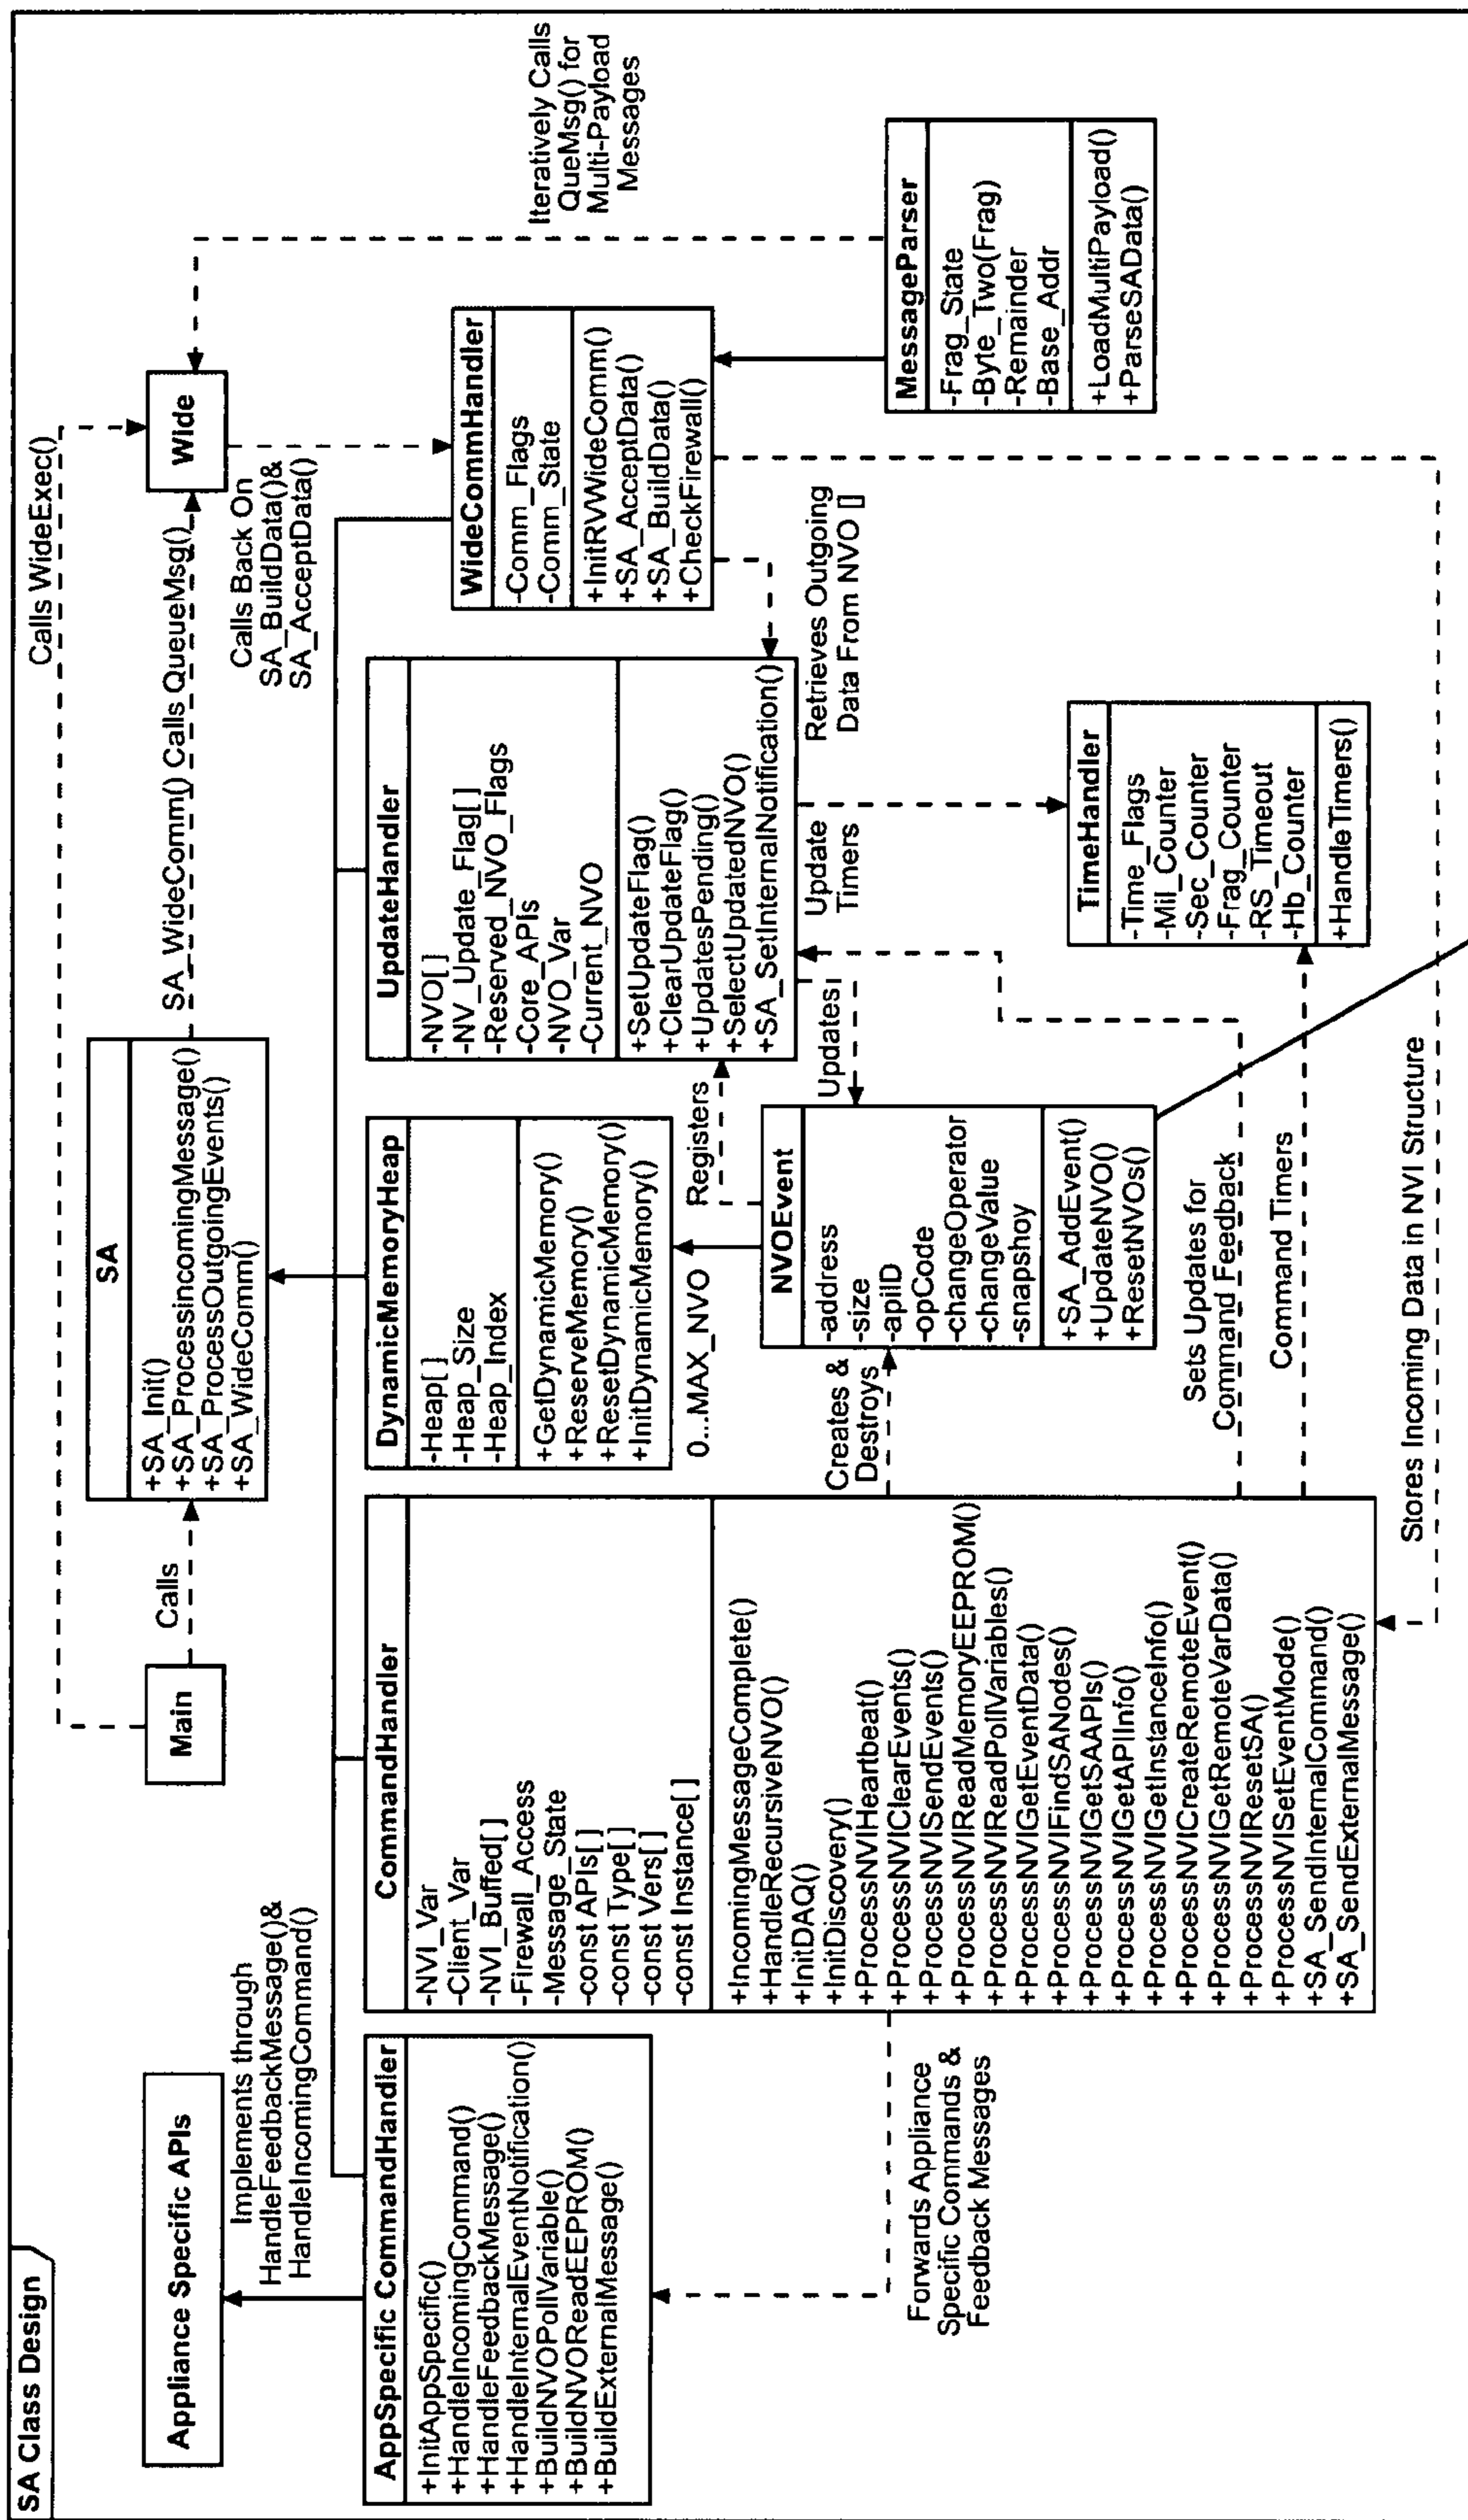 SA Class Design
Calls WideExec()
Main
Calls
SA
+SA_Init()
+SA_ProcessIncomingMessage()
+SA_ProcessOutgoingEvents()
+SA_WideComm()
SA_WideComm() Calls QueueMsg()
Wide
Iteratively Calls
QueMsg() for
Multi-Payload
Messages
Calls Back On
SA_BuildData()&
SA_AcceptData()
Appliance Specific APIs
Implements through
HandleFeedbackMessage()&
HandleIncomingCommand()
AppSpecific CommandHandler
+InitAppSpecific()
+HandleIncomingCommand()
+HandleFeedbackMessage()
+HandleInternalEventNotification()
+BuildNVOPollVariable()
+BuildNVOReadEEPROM()
+BuildExternalMessage()
CommandHandler
-NVI_Var
-Client_Var
-NVI_Buffed[ ]
-Firewall_Access
-Message_State
-const APIs[ ]
-const Type[ ]
-const Vers[ ]
-const Instance[ ]
+IncomingMessageComplete()
+HandleRecursiveNVO()
+InitDAQ()
+InitDiscovery()
+ProcessNVIHeartbeat()
+ProcessNVIClearEvents()
+ProcessNVISendEvents()
+ProcessNVIReadMemoryEEPROM()
+ProcessNVIReadPollVariables()
+ProcessNVIGetEventData()
+ProcessNVIFindSANodes()
+ProcessNVIGetSAAPIs()
+ProcessNVIGetAPIInfo()
+ProcessNVIGetInstanceInfo()
+ProcessNVICreateRemoteEvent()
+ProcessNVIGetRemoteVarData()
+ProcessNVIResetSA()
+ProcessNVISetEventMode()
+SA_SendInternalCommand()
+SA_SendExternalMessage()
DynamicMemoryHeap
-Heap[ ]
-Heap_Size
-Heap_Index
+GetDynamicMemory()
+ReserveMemory()
+ResetDynamicMemory()
+InitDynamicMemory()
UpdateHandler
-NVO[ ]
-NV_Update_Flag[ ]
-Reserved_NVO_Flags
-Core_APIs
-NVO_Var
-Current_NVO
+SetUpdateFlag()
+ClearUpdateFlag()
+UpdatesPending()
+SelectUpdatedNVO()
+SA_SetInternalNotification()
WideCommHandler
-Comm_Flags
-Comm_State
+InitRVWideComm()
+SA_AcceptData()
+SA_BuildData()
+CheckFirewall()
0...MAX_NVO
Registers
Creates &
Destroys
NVOEvent
-address
-size
-apiID
-opCode
-changeOperator
-changeValue
-snapshoy
+SA_AddEvent()
+UpdateNVO()
+ResetNVOs()
Updates
Update
Timers
Retrieves Outgoing
Data From NVO []
MessageParser
-Frag_State
-Byte_Two(Frag)
-Remainder
-Base_Addr
+LoadMultiPayload()
+ParseSAData()
TimeHandler
-Time_Flags
-Mil_Counter
-Sec_Counter
-Frag_Counter
-RS_Timeout
-Hb_Counter
+HandleTimers()
Forwards Appliance
Specific Commands &
Feedback Messages
Sets Updates for
Command Feedback
Command Timers
Stores Incoming Data in NVI Structure